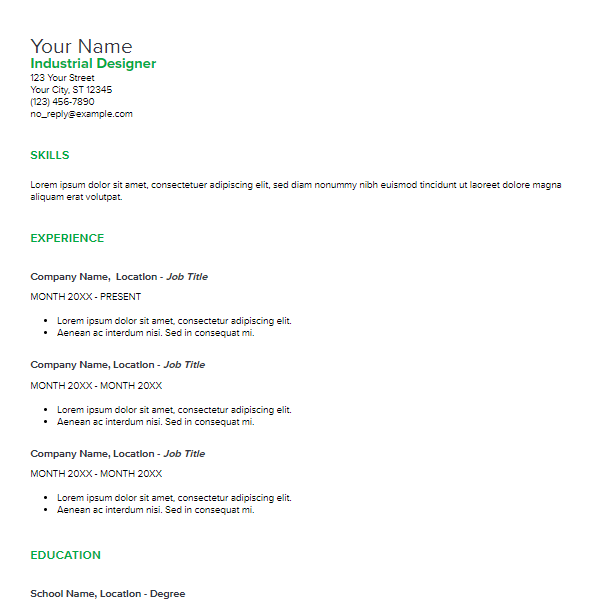 Your Name
Industrial Designer
123 Your Street
Your City, ST 12345
(123) 456-7890
no_reply@example.com
SKILLS
Lorem ipsum dolor sit amet, consectetuer adipiscing elit, sed diam nonummy nibh euismod tincidunt ut laoreet dolore magna
aliquam erat volutpat.
EXPERIENCE
Company Name, Location - Job Title
MONTH 20XX - PRESENT
• Lorem ipsum dolor sit amet, consectetur adipiscing elit.
• Aenean ac interdum nisi. Sed in consequat mi.
Company Name, Location - Job Title
MONTH 20XX - MONTH 20XX
• Lorem ipsum dolor sit amet, consectetur adipiscing elit.
• Aenean ac interdum nisi. Sed in consequat mi.
Company Name, Location - Job Title
MONTH 20XX - MONTH 20XX
• Lorem ipsum dolor sit amet, consectetur adipiscing elit.
• Aenean ac interdum nisi. Sed in consequat mi.
EDUCATION
School Name, Location - Degree